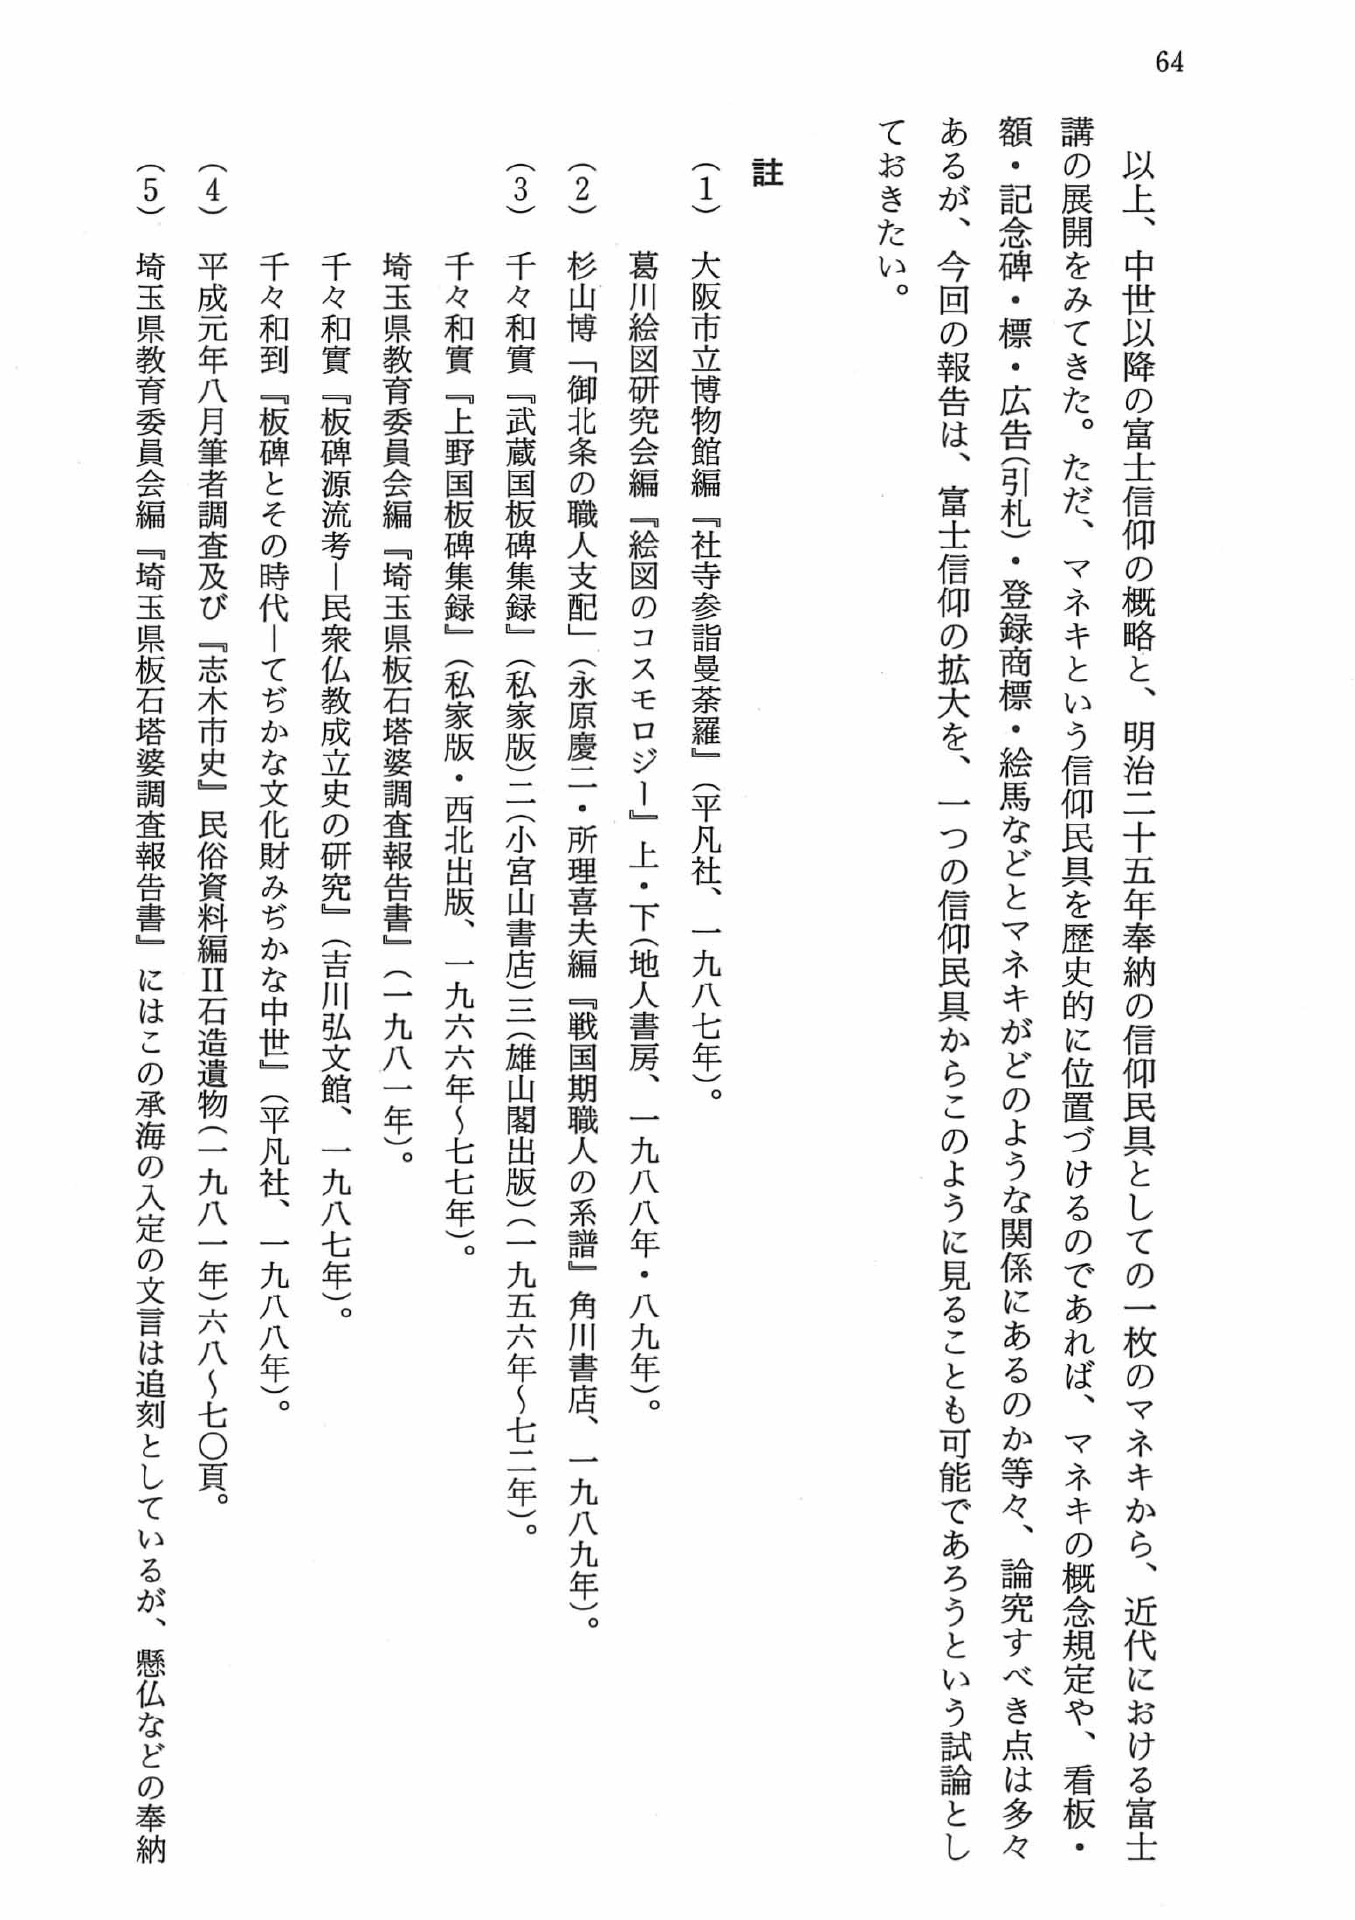 64
以上、中世以降の富士信仰の概略と、明治二十五年奉納の信仰民具としての一枚のマネキから、近代における富士
講の展開をみてきた。ただ、マネキという信仰民具を歴史的に位置づけるのであれば、マネキの概念規定や、看板・
額・記念碑・標・広告（引札）・登録商標・絵馬などとマネキがどのような関係にあるのか等々、論究すべき点は多々
あるが、今回の報告は、富士信仰の拡大を、一つの信仰民具からこのように見ることも可能であろうという試論とし
ておきたい。
註
（1）　大阪市立博物館編『社寺参詣曼荼羅』（平凡社、一九八七年）。
葛川絵図研究会編『絵図のコスモロジー』上・下（地人書房、一九八八年・八九年）。
（2）　杉山博「御北条の職人支配」（永原慶二・所理喜夫編『戦国期職人の系譜』角川書店、一九八九年）。
（3）　千々和實『武蔵国板碑集録』（私家版）二（小宮山書店）三（雄山閣出版）（一九五六年～七二年）。
千々和實『上野国板碑集録』（私家版・西北出版、一九六六年～七七年）。
埼玉県教育委員会編『埼玉県板石塔婆調査報告書』（一九八一年）。
千々和實『板碑源流考―民衆仏教成立史の研究』（吉川弘文館、一九八七年）。
千々和到『板碑とその時代―てぢかな文化財みぢかな中世』（平凡社、一九八八年）。
（4）　平成元年八月筆者調査及び『志木市史』民俗資料編Ⅱ石造遺物（一九八一年）六八～七〇頁。
（5）　埼玉県教育委員会編『埼玉県板石塔婆調査報告書』にはこの承海の入定の文言は追刻としているが、懸仏などの奉納